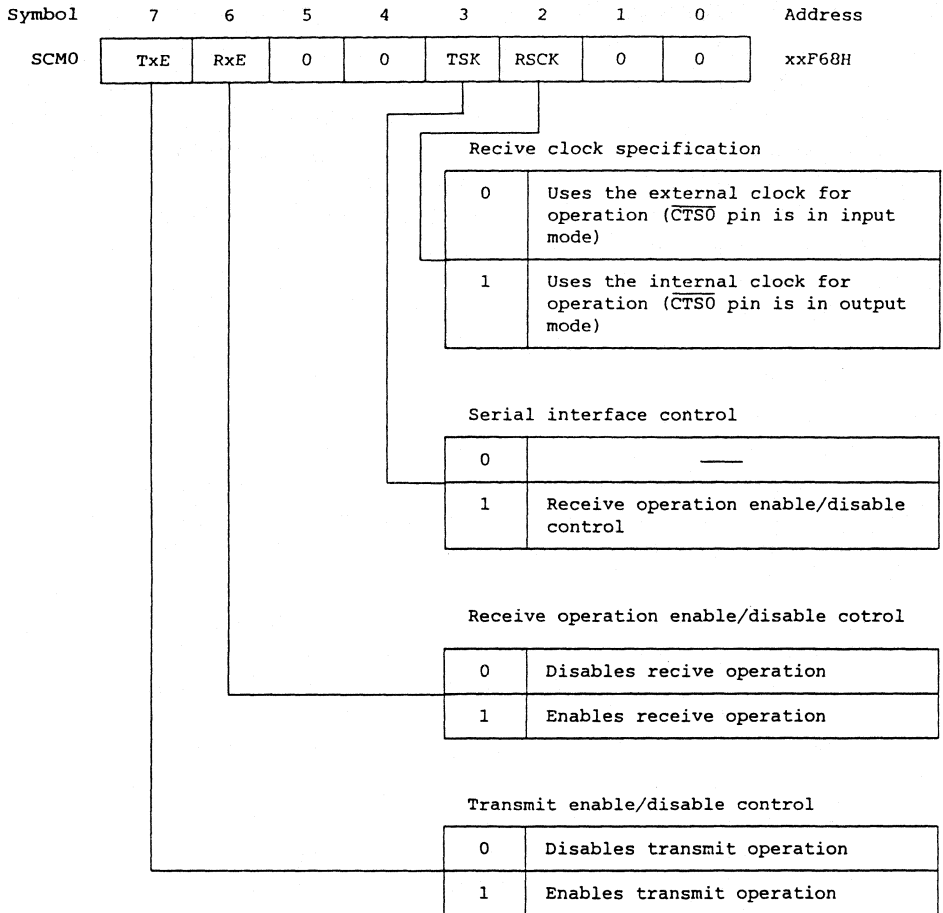 Symbol 7 6 5 4 3 2 1 0 Address
SCM0 TxE RxE 0 0 TSK RSCK 0 0 xxF68H
Recive clock specification
0 Uses the external clock for
operation (C̅T̅S̅0̅ pin is in input
mode)
1 Uses the internal clock for
operation (C̅T̅S̅0̅ pin is in output
mode)
Serial interface control
0 —
1 Receive operation enable/disable
control
Receive operation enable/disable cotrol
0 Disables recive operation
1 Enables receive operation
Transmit enable/disable control
0 Disables transmit operation
1 Enables transmit operation